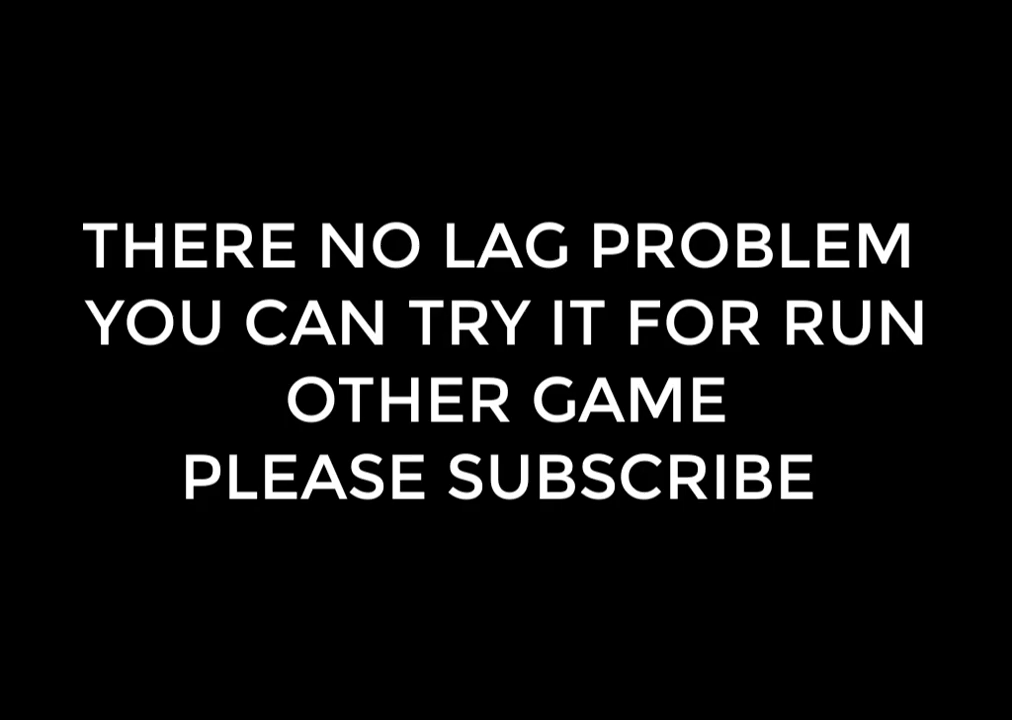 THERE NO LAG PROBLEM
YOU CAN TRY IT FOR RUN
OTHER GAME
PLEASE SUBSCRIBE